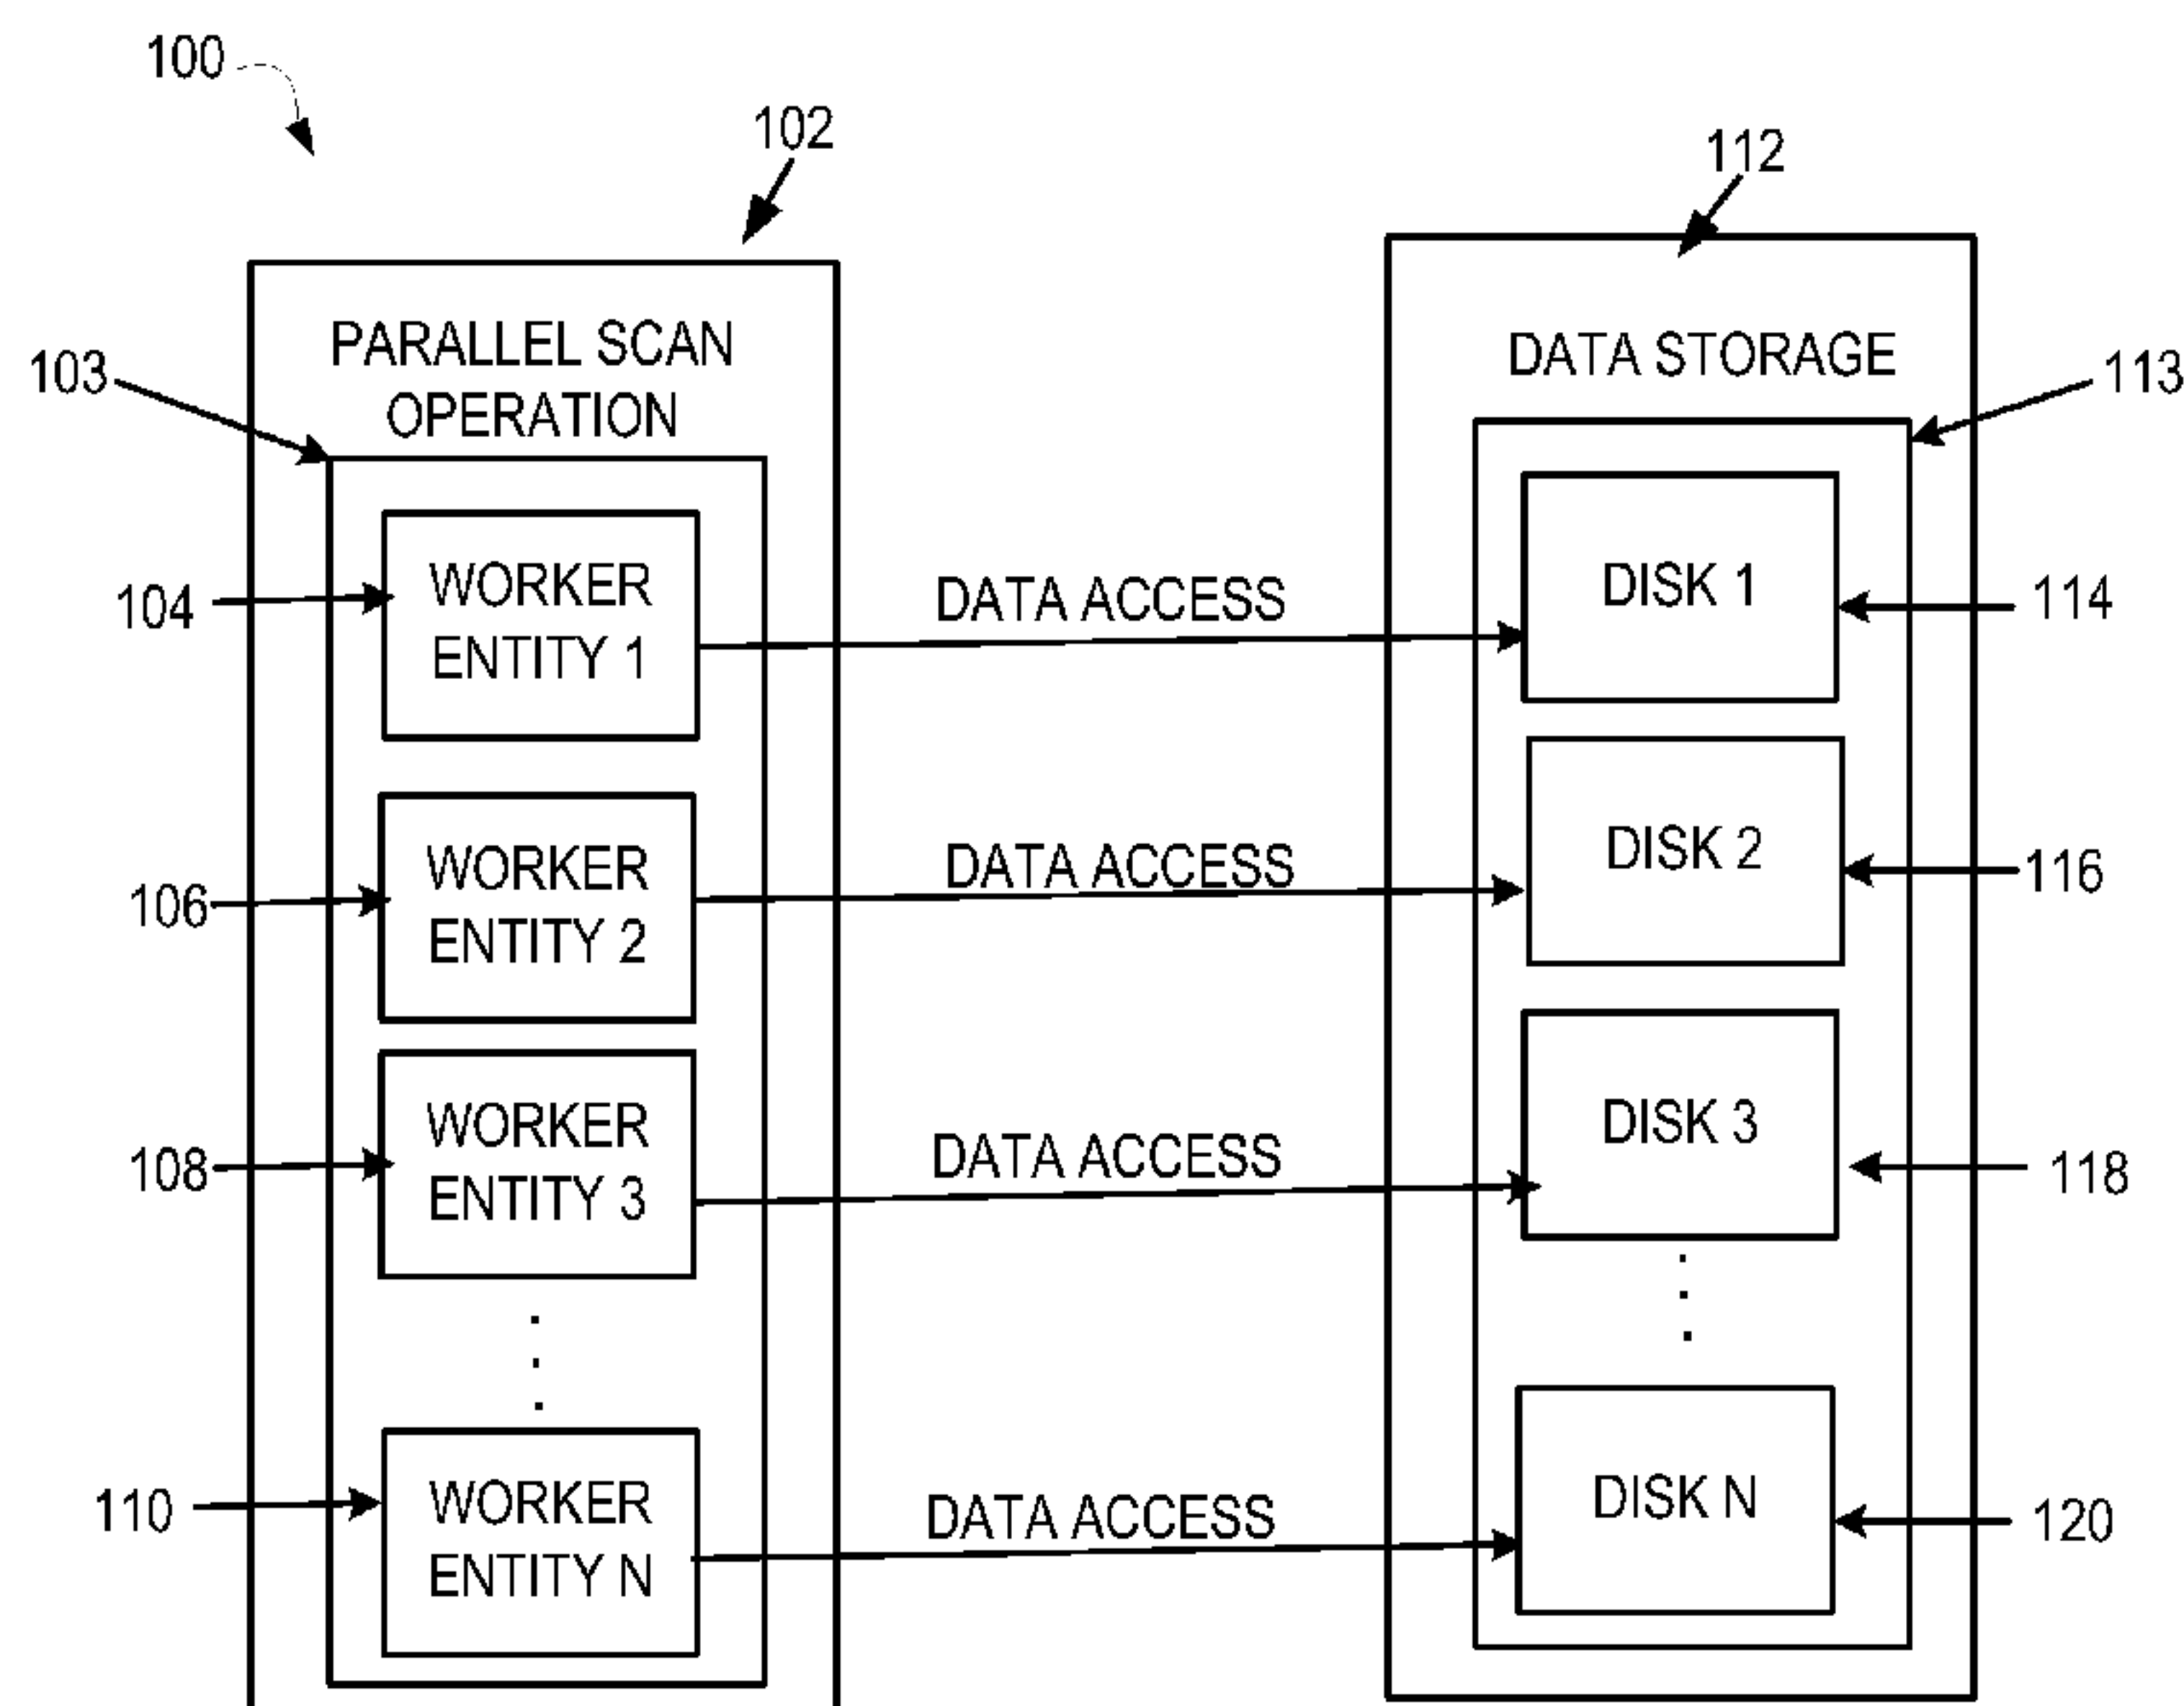 100
102
112
PARALLEL SCAN
OPERATION
DATA STORAGE
103
113
WORKER
ENTITY 1
104
DATA ACCESS
DISK 1
114
WORKER
ENTITY 2
106
DATA ACCESS
DISK 2
116
WORKER
ENTITY 3
108
DATA ACCESS
DISK 3
118
WORKER
ENTITY N
110
DATA ACCESS
DISK N
120